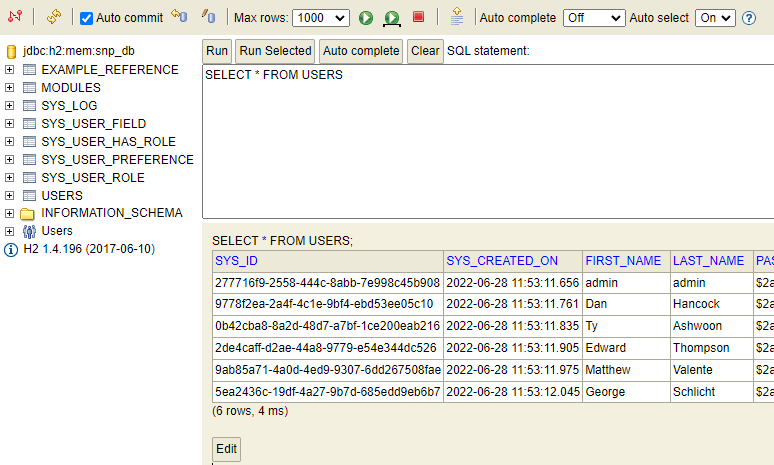 Auto commit Max rows: 1000 Auto complete Off Auto select On
jdbc:h2:mem:snp_db
EXAMPLE_REFERENCE
MODULES
SYS_LOG
SYS_USER_FIELD
SYS_USER_HAS_ROLE
SYS_USER_PREFERENCE
SYS_USER_ROLE
USERS
INFORMATION_SCHEMA
Users
H2 1.4.196 (2017-06-10)
Run Run Selected Auto complete Clear SQL statement:
SELECT * FROM USERS
SELECT * FROM USERS;
SYS_ID SYS_CREATED_ON FIRST_NAME LAST_NAME PAS
277716f9-2558-444c-8abb-7e998c45b908 2022-06-28 11:53:11.656 admin admin $2a
9778f2ea-2a4f-4c1e-9bf4-ebd53ee05c10 2022-06-28 11:53:11.761 Dan Hancock $2a
0b42cba8-8a2d-48d7-a7bf-1ce200eab216 2022-06-28 11:53:11.835 Ty Ashwoon $2a
2de4caff-d2ae-44a8-9779-e54e344dc526 2022-06-28 11:53:11.905 Edward Thompson $2a
9ab85a71-4a0d-4ed9-9307-6dd267508fae 2022-06-28 11:53:11.975 Matthew Valente $2a
5ea2436c-19df-4a27-9b7d-685edd9eb6b7 2022-06-28 11:53:12.045 George Schlicht $2a
(6 rows, 4 ms)
Edit